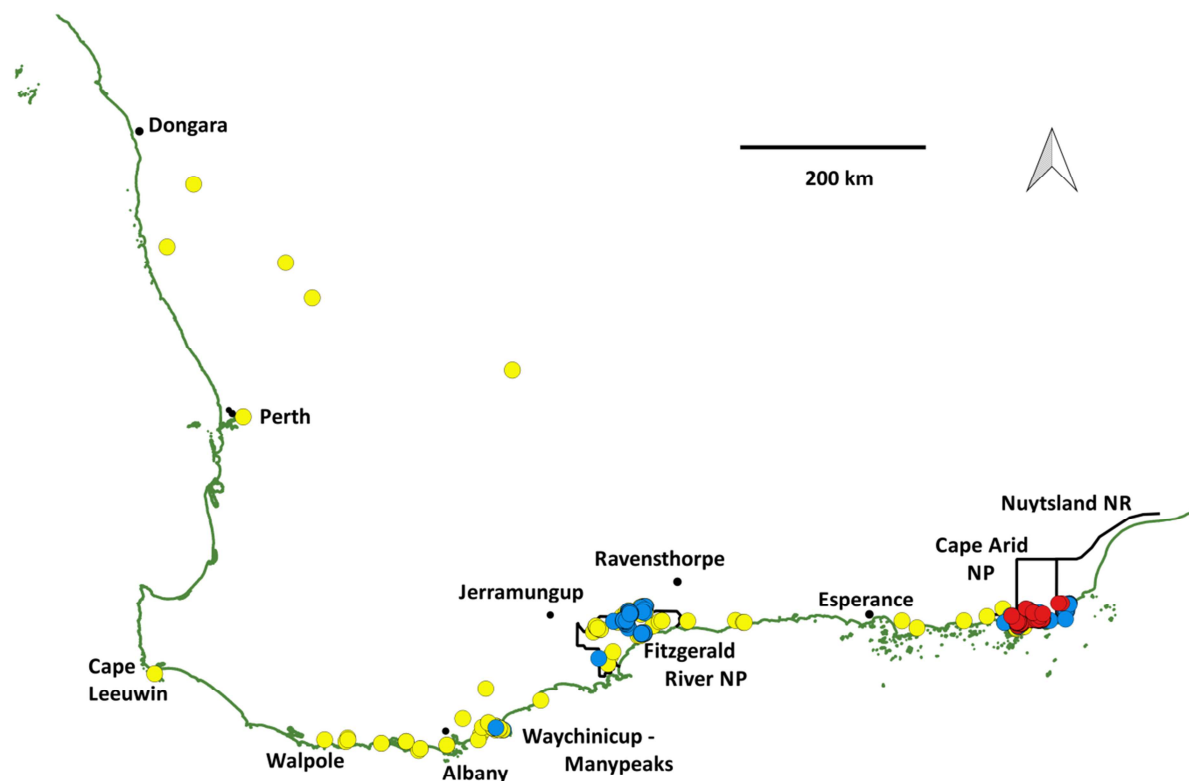 Dongara
200 km
Perth
Nuytsland NR
Cape Arid
NP
Ravensthorpe
Jerramungup
Esperance
Fitzgerald
River NP
Cape
Leeuwin
Waychinicup -
Manypeaks
Walpole
Albany